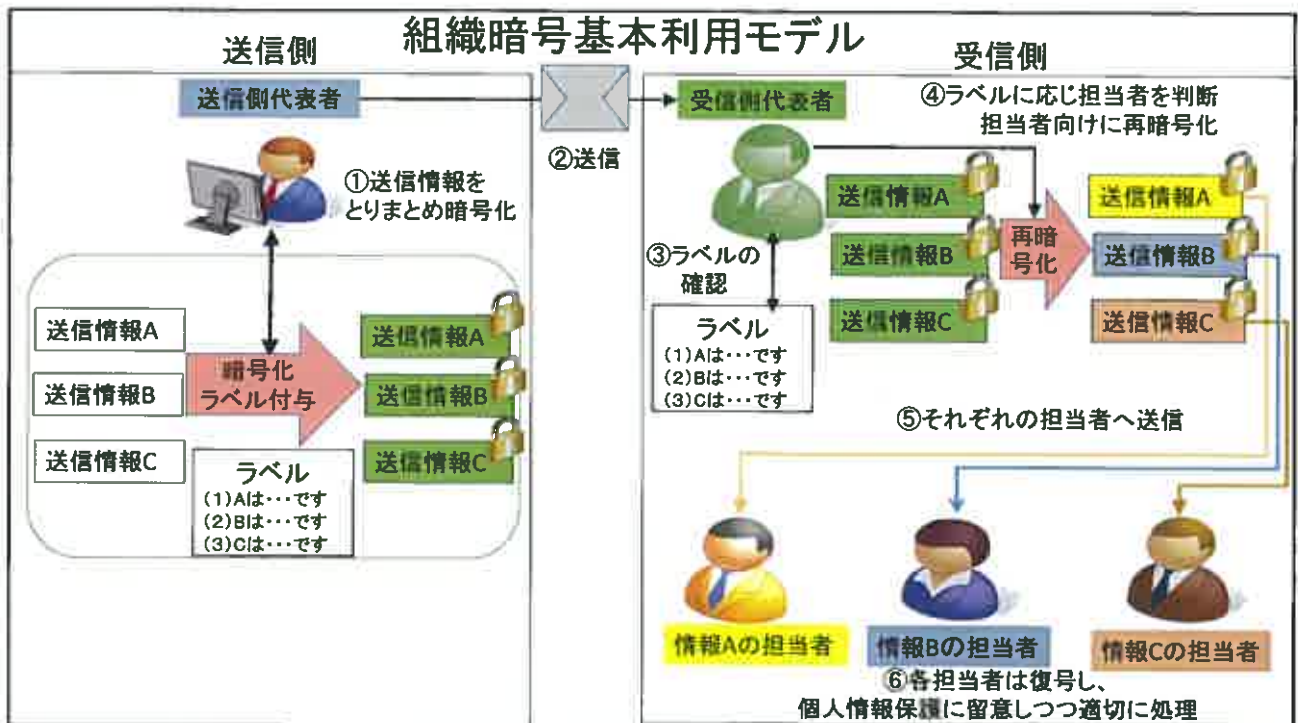 組織暗号基本利用モデル
送信側
受信側
送信側代表者
受信側代表者
①送信情報を
とりまとめ暗号化
②送信
③ラベルの
確認
④ラベルに応じ担当者を判断
担当者向けに再暗号化
送信情報A
送信情報B
送信情報C
暗号化
ラベル付与
ラベル
(1)Aは・・・です
(2)Bは・・・です
(3)Cは・・・です
送信情報A
送信情報B
送信情報C
ラベル
(1)Aは・・・です
(2)Bは・・・です
(3)Cは・・・です
送信情報A
送信情報B
送信情報C
再暗
号化
送信情報A
送信情報B
送信情報C
⑤それぞれの担当者へ送信
情報Aの担当者
情報Bの担当者
情報Cの担当者
⑥各担当者は復号し、
個人情報保護に留意しつつ適切に処理